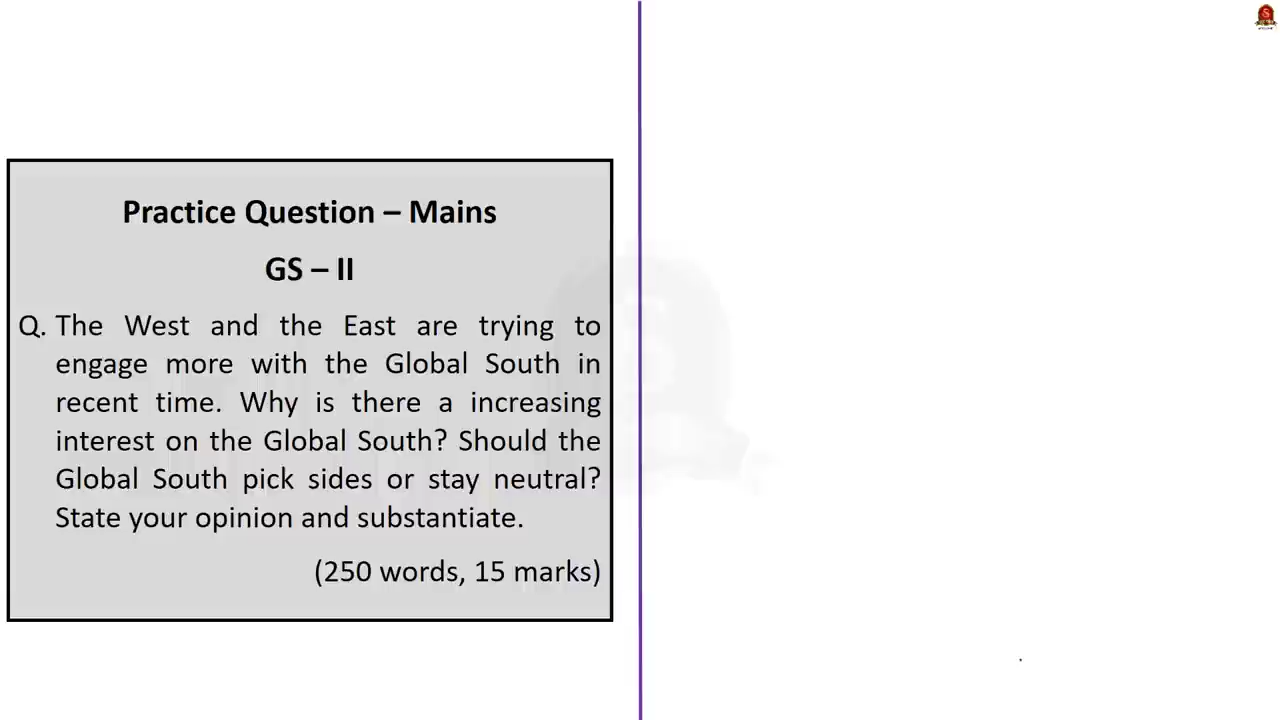 Practice Question – Mains
GS – II
Q. The West and the East are trying to
engage more with the Global South in
recent time. Why is there a increasing
interest on the Global South? Should the
Global South pick sides or stay neutral?
State your opinion and substantiate.
(250 words, 15 marks)